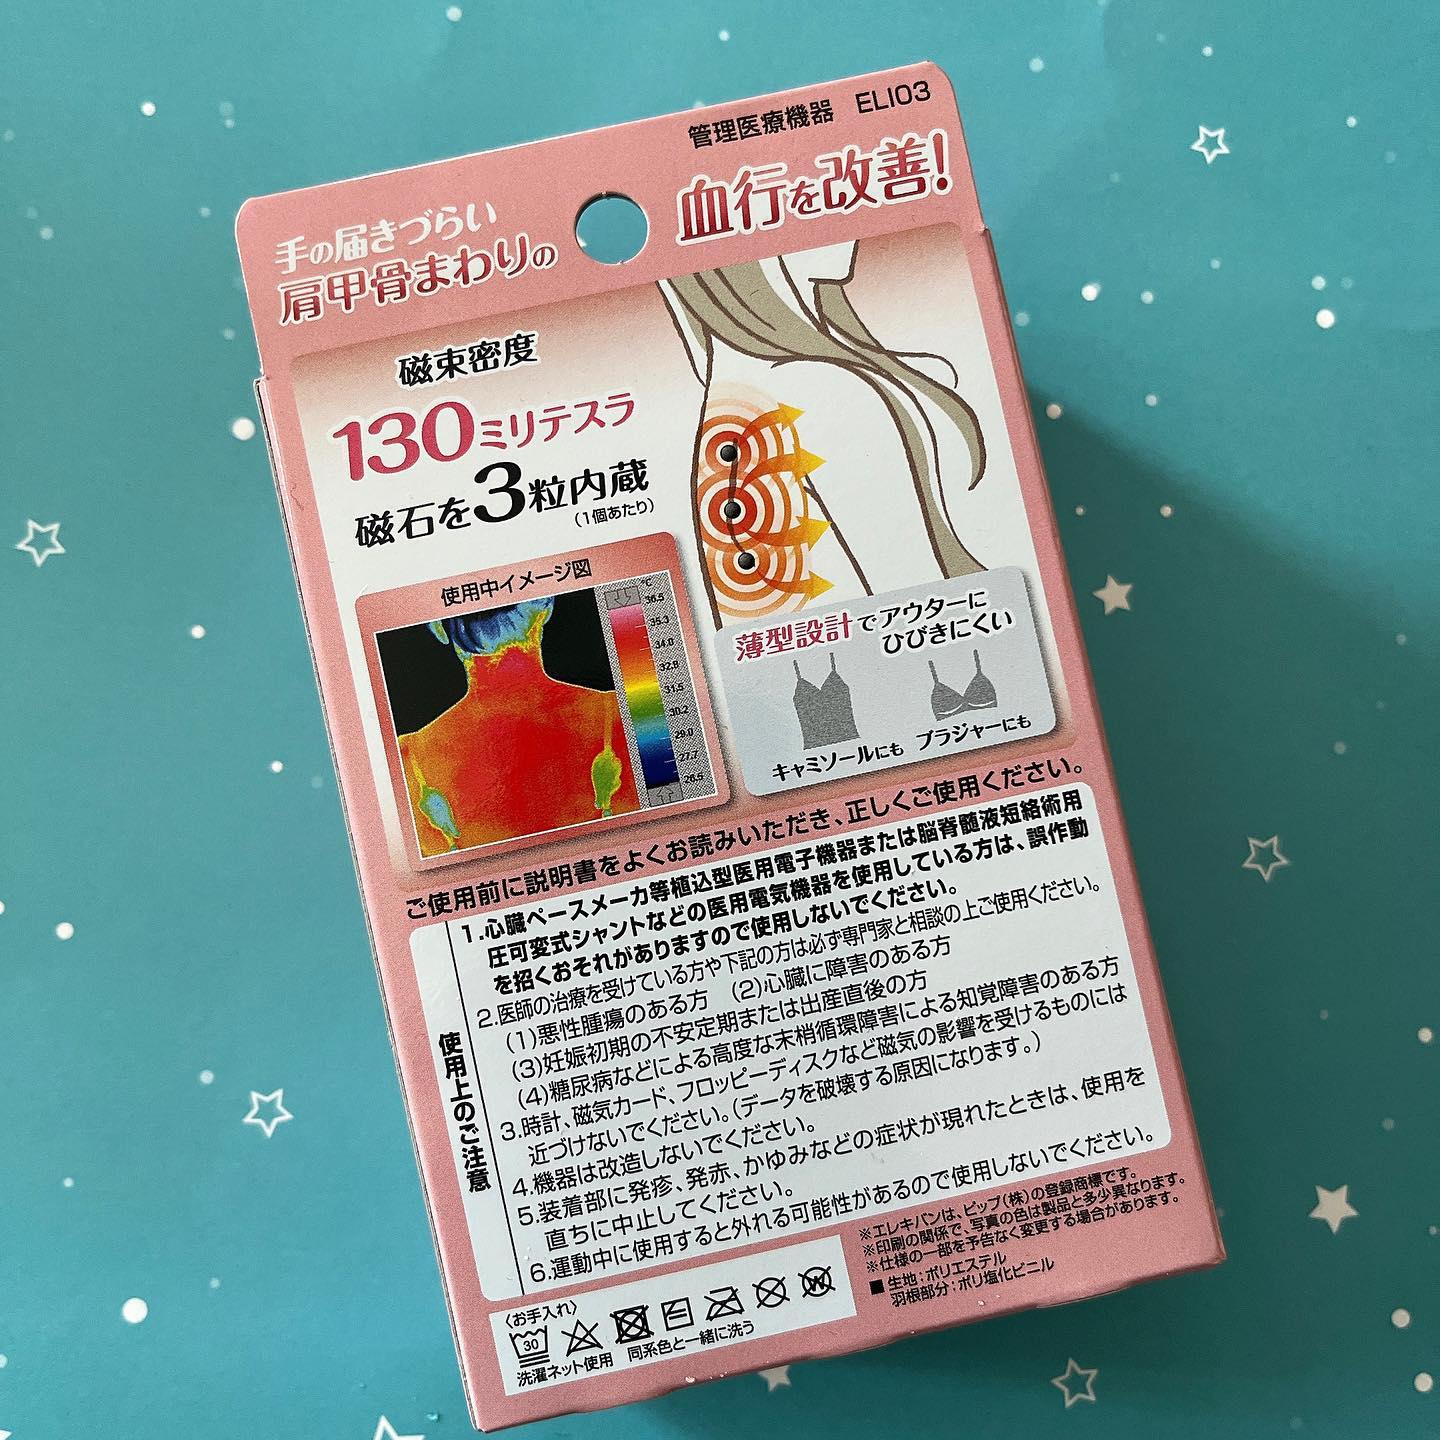 管理医療機器 ELI03
手の届きづらい
肩甲骨まわりの
血行を改善!
磁束密度
130ミリテスラ
磁石を3粒内蔵
(1個あたり)
使用中イメージ図
℃
36.5
35.3
34.0
32.8
31.5
30.2
29.0
27.7
26.5
薄型設計でアウターに
ひびきにくい
キャミソールにも ブラジャーにも
ご使用前に説明書をよくお読みいただき、正しくご使用ください。
使用上のご注意
1.心臓ペースメーカ等植込型医用電子機器または脳脊髄液短絡術用
圧可変式シャントなどの医用電気機器を使用している方は、誤作動
を招くおそれがありますので使用しないでください。
2.医師の治療を受けている方や下記の方は必ず専門家と相談の上ご使用ください。
(1)悪性腫瘍のある方 (2)心臓に障害のある方
(3)妊娠初期の不安定期または出産直後の方
(4)糖尿病などによる高度な末梢循環障害による知覚障害のある方
3.時計、磁気カード、フロッピーディスクなど磁気の影響を受けるものには
近づけないでください。(データを破壊する原因になります。)
4.機器は改造しないでください。
5.装着部に発疹、発赤、かゆみなどの症状が現れたときは、使用を
直ちに中止してください。
6.運動中に使用すると外れる可能性があるので使用しないでください。
〈お手入れ〉
30
W
洗濯ネット使用 同系色と一緒に洗う
※エレキバンは、ピップ(株)の登録商標です。
※印刷の関係で、写真の色は製品と多少異なります。
※仕様の一部を予告なく変更する場合があります。
■生地:ポリエステル
羽根部分:ポリ塩化ビニル